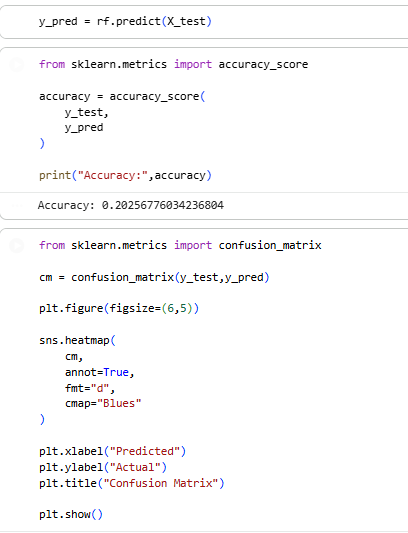 y_pred = rf.predict(X_test)
from sklearn.metrics import accuracy_score
accuracy = accuracy_score(
    y_test,
    y_pred
)
print("Accuracy:",accuracy)
Accuracy: 0.20256776034236804
from sklearn.metrics import confusion_matrix
cm = confusion_matrix(y_test,y_pred)
plt.figure(figsize=(6,5))
sns.heatmap(
    cm,
    annot=True,
    fmt="d",
    cmap="Blues"
)
plt.xlabel("Predicted")
plt.ylabel("Actual")
plt.title("Confusion Matrix")
plt.show()